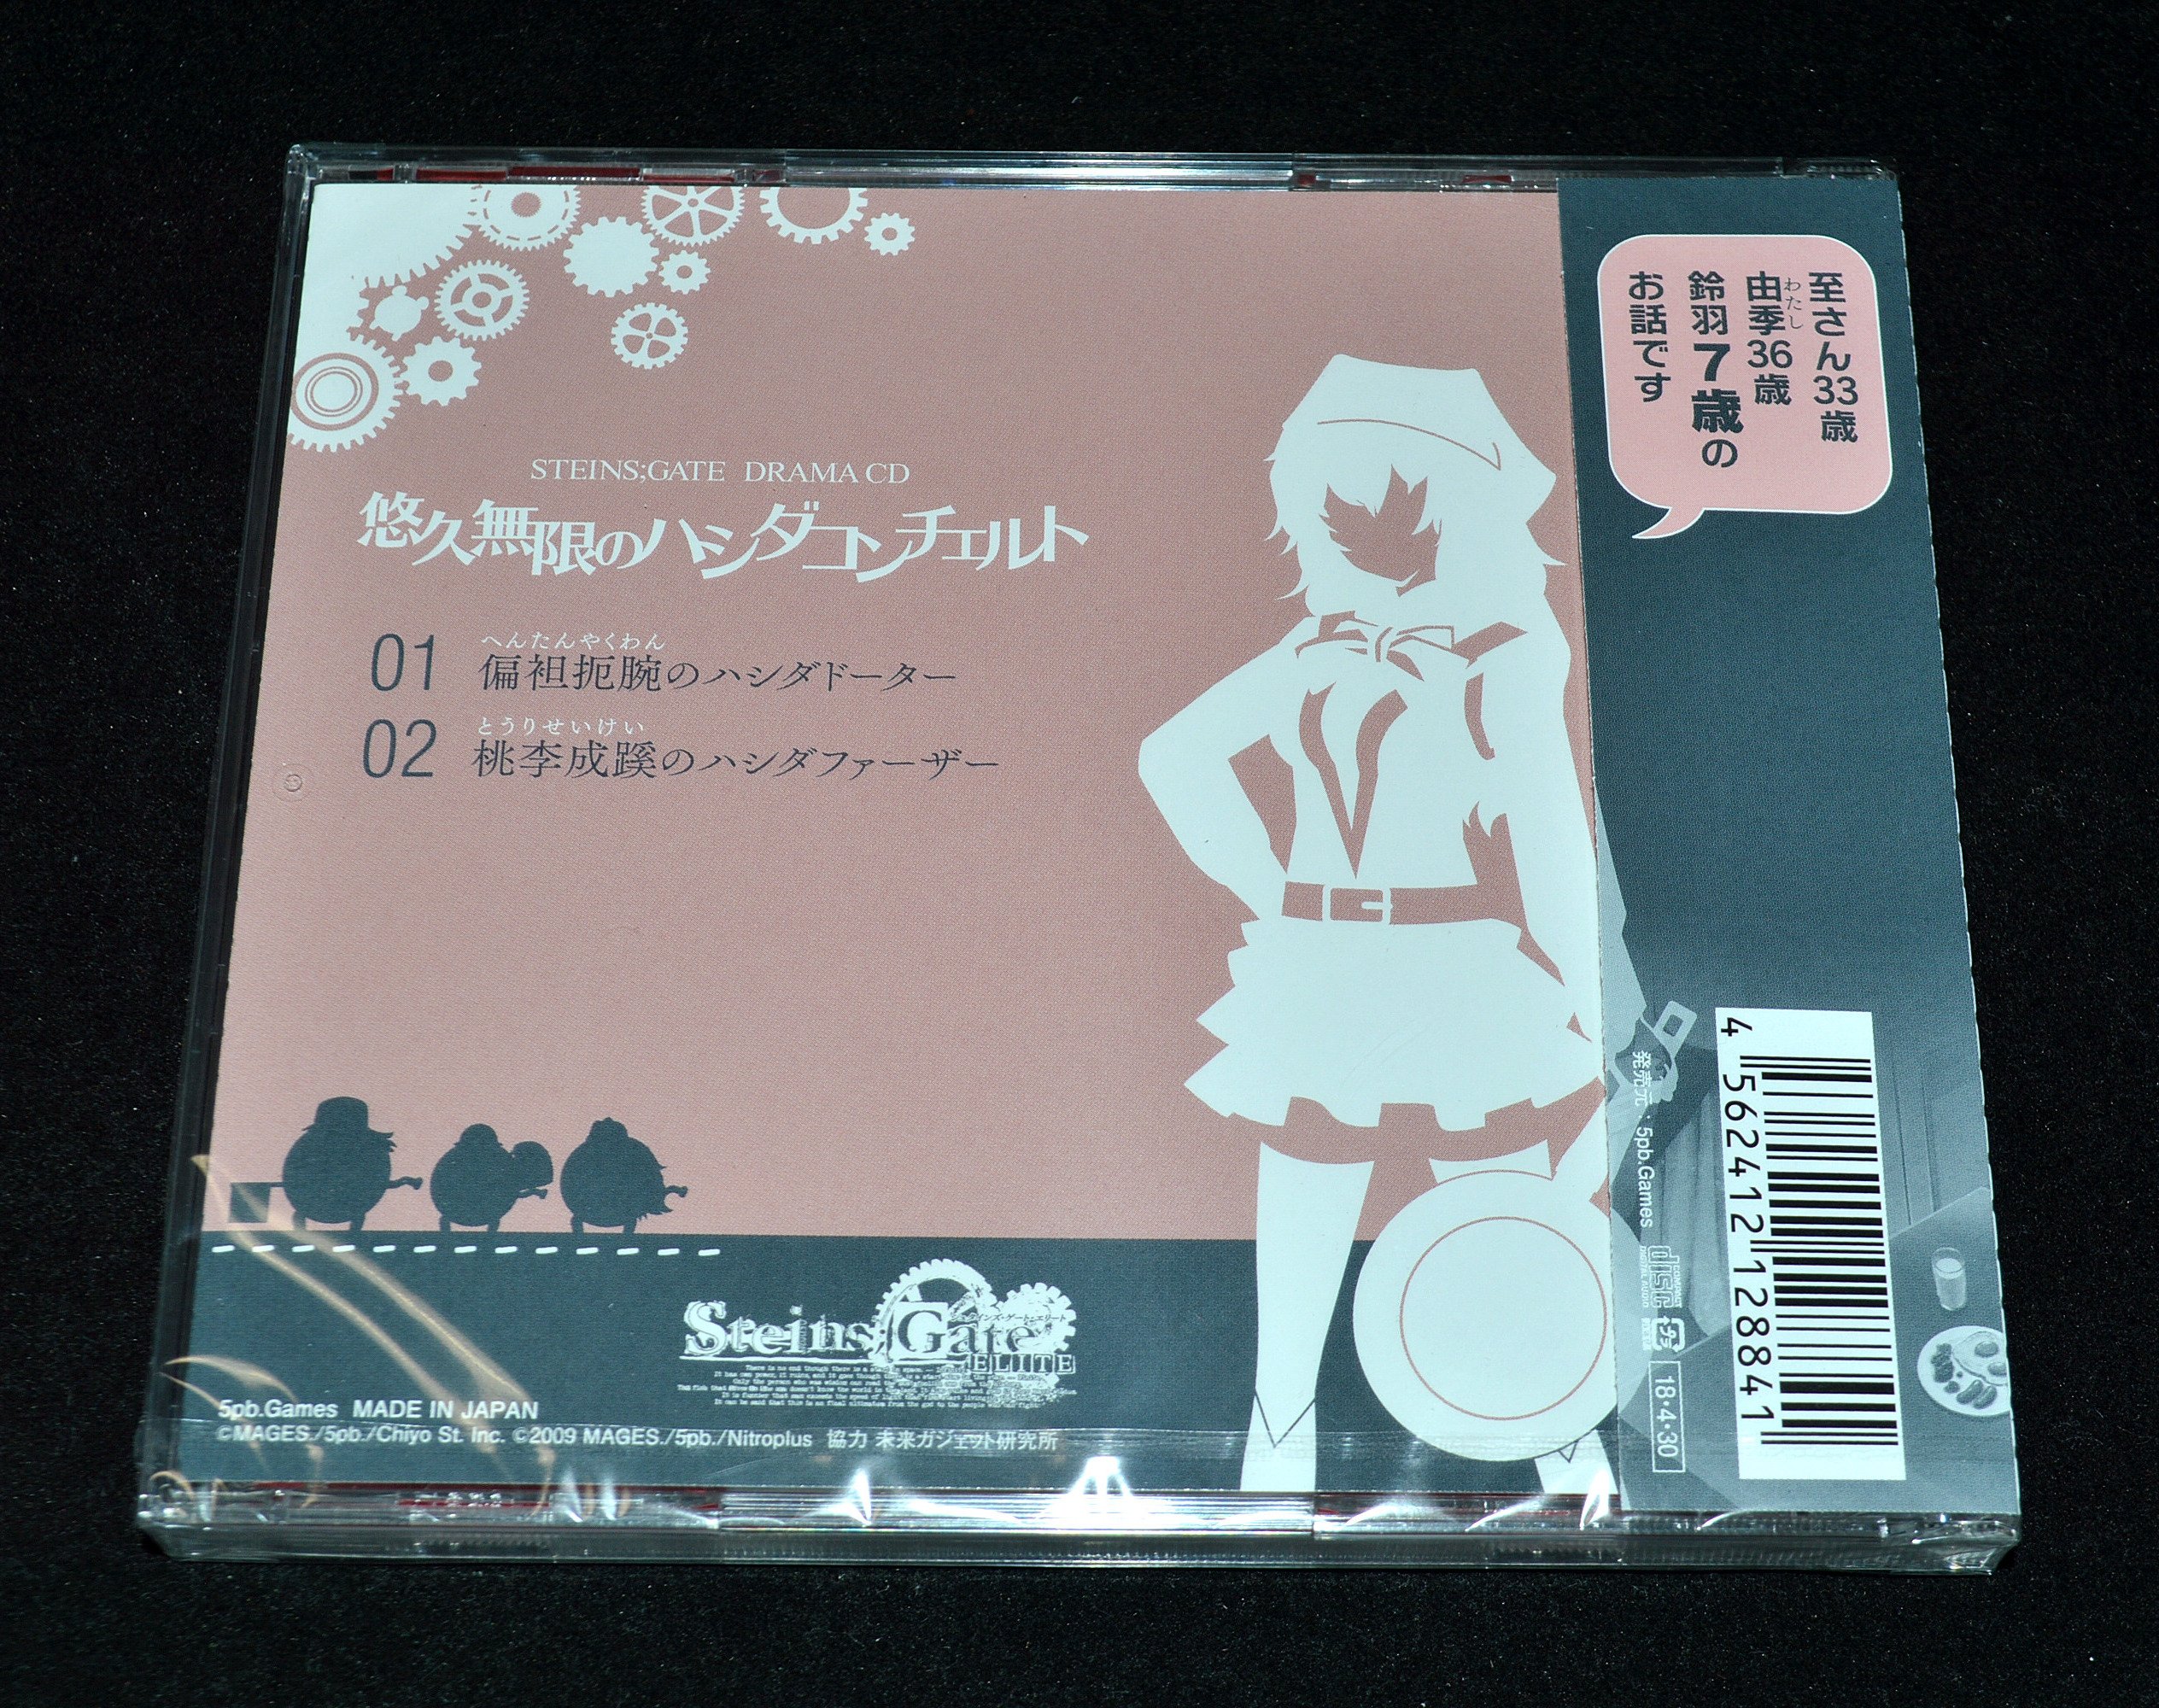 STEINS;GATE DRAMA CD
悠久無限のハシダコンチェルト
へんたんやくわん
01 偏袒扼腕のハシダドーター
とうりせいけい
02 桃李成蹊のハシダファーザー
Steins;Gate
ELITE
5pb.Games MADE IN JAPAN
©MAGES./5pb./Chiyo St. Inc. ©2009 MAGES./5pb./Nitroplus 協力 未来ガジェット研究所
至さん33歳
わたし
由季36歳
鈴羽7歳の
お話です
発売元：5pb.Games
COMPACT
disc
DIGITAL AUDIO
18・4・30
4 562412 128841